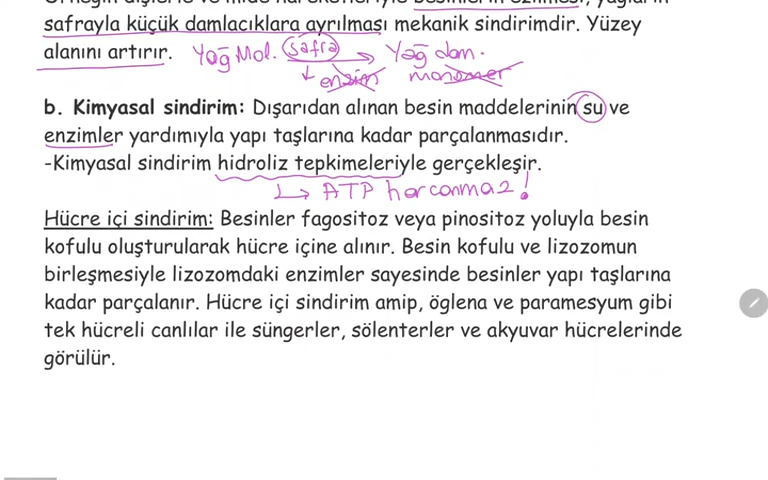 safrayla küçük damlacıklara ayrılması mekanik sindirimdir. Yüzey
alanını artırır. Yağ Mol. safra → Yağ dam.
↳ enzim monomer
b. Kimyasal sindirim: Dışarıdan alınan besin maddelerinin su ve
enzimler yardımıyla yapı taşlarına kadar parçalanmasıdır.
-Kimyasal sindirim hidroliz tepkimeleriyle gerçekleşir.
↳ ATP harcanmaz!
Hücre içi sindirim: Besinler fagositoz veya pinositoz yoluyla besin
kofulu oluşturularak hücre içine alınır. Besin kofulu ve lizozomun
birleşmesiyle lizozomdaki enzimler sayesinde besinler yapı taşlarına
kadar parçalanır. Hücre içi sindirim amip, öglena ve paramesyum gibi
tek hücreli canlılar ile süngerler, sölenterler ve akyuvar hücrelerinde
görülür.